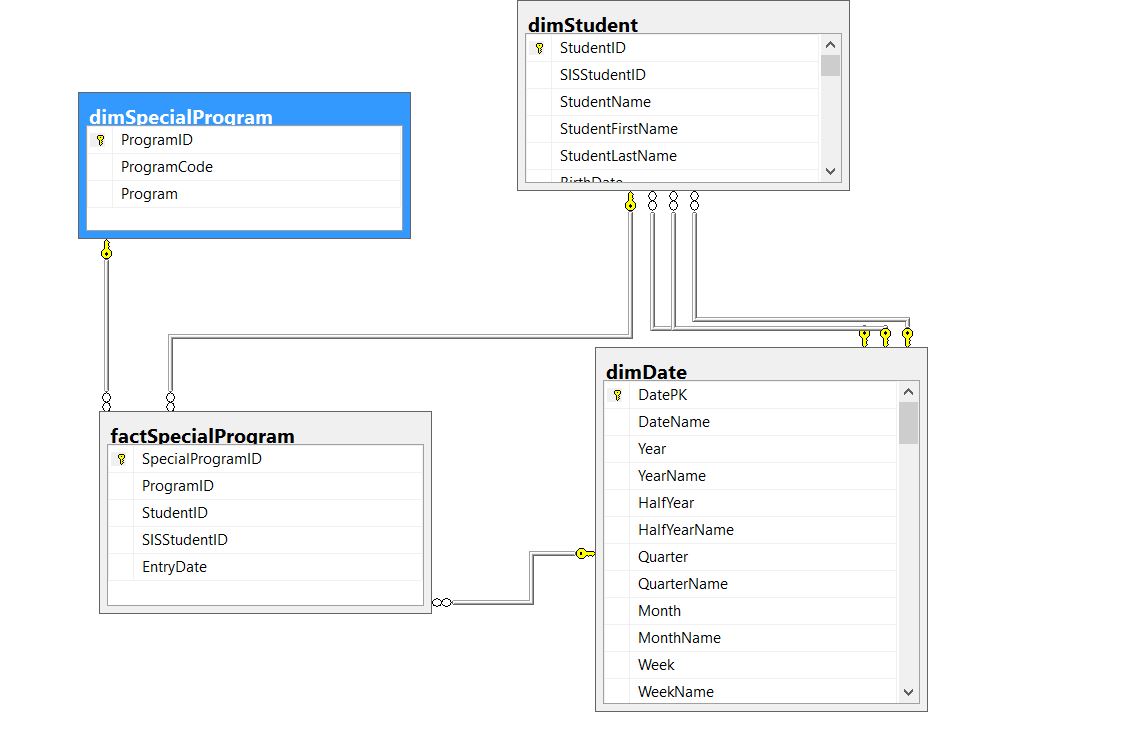 dimStudent
StudentID
SISStudentID
StudentName
StudentFirstName
StudentLastName
BirthDate
dimSpecialProgram
ProgramID
ProgramCode
Program
dimDate
DatePK
DateName
Year
YearName
HalfYear
HalfYearName
Quarter
QuarterName
Month
MonthName
Week
WeekName
factSpecialProgram
SpecialProgramID
ProgramID
StudentID
SISStudentID
EntryDate